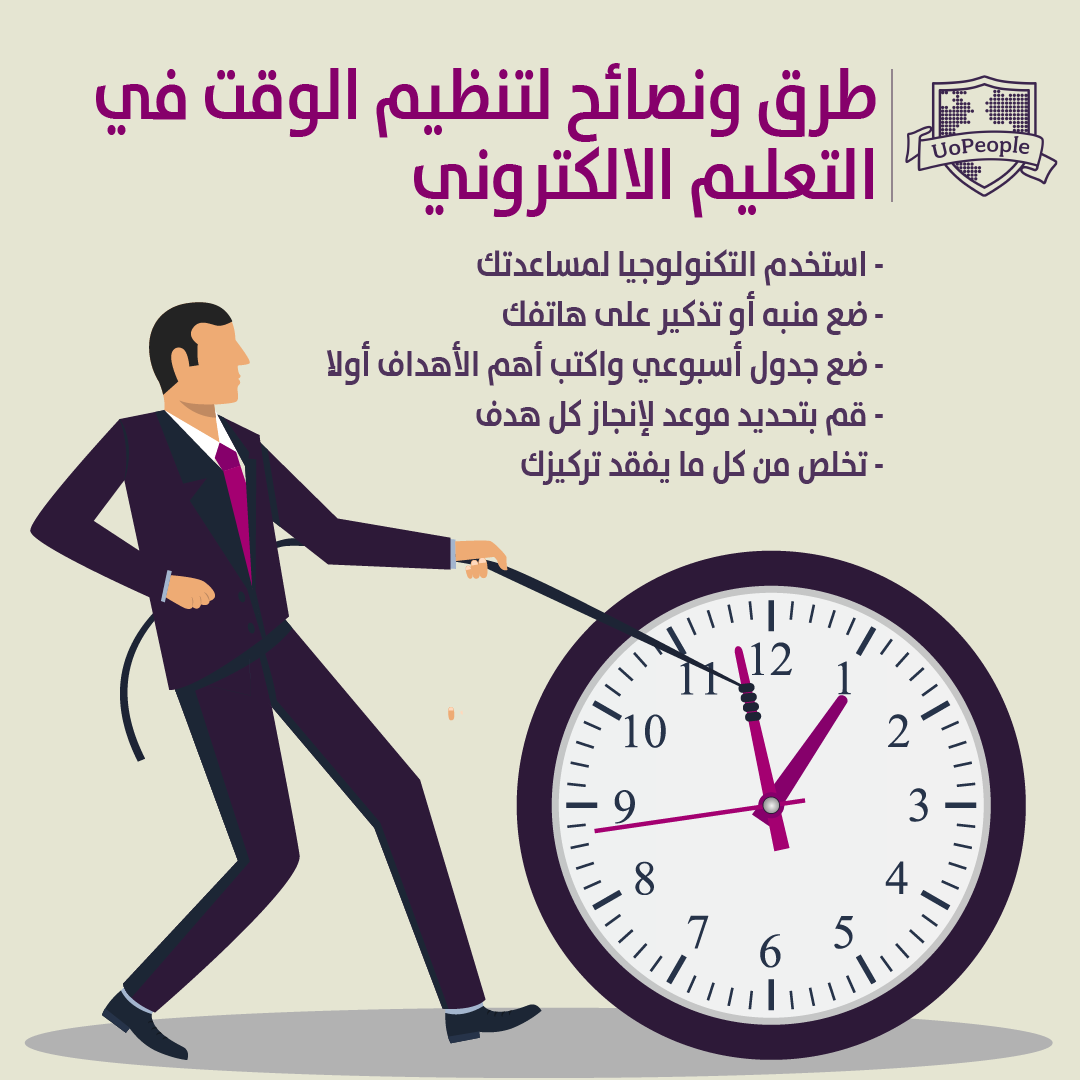 طرق ونصائح لتنظيم الوقت في
التعليم الالكتروني
UoPeople
- استخدم التكنولوجيا لمساعدتك
- ضع منبه أو تذكير على هاتفك
- ضع جدول أسبوعي واكتب أهم الأهداف أولا
- قم بتحديد موعد لإنجاز كل هدف
- تخلص من كل ما يفقد تركيزك
12
11
1
10
2
9
3
8
4
7
5
6